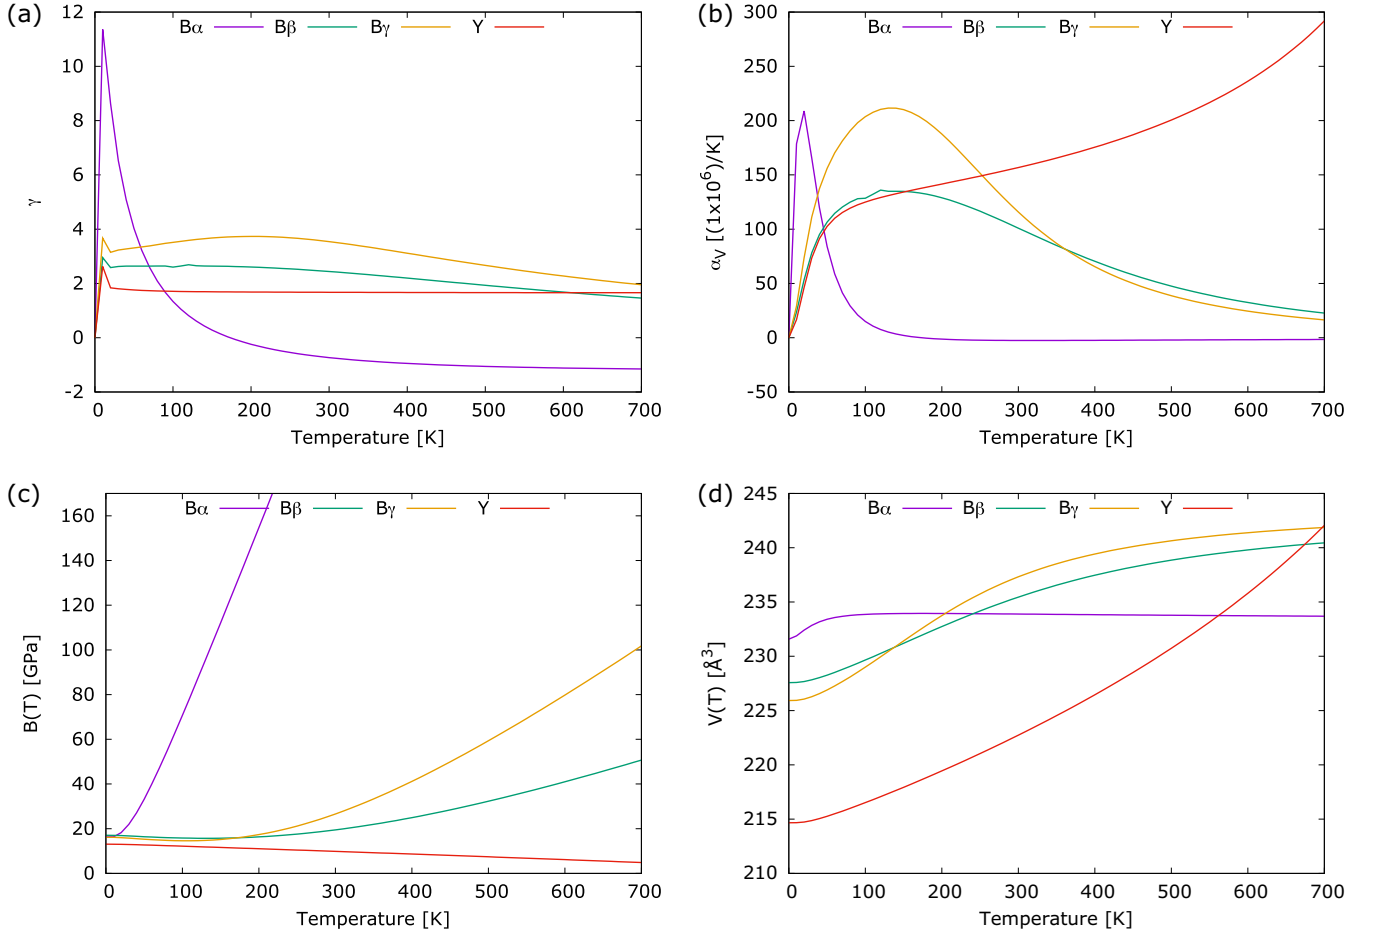 (a)
Bα Bβ Bγ Y
12
10
8
6
4
2
0
-2
γ
0 100 200 300 400 500 600 700
Temperature [K]
(b)
Bα Bβ Bγ Y
300
250
200
150
100
50
0
-50
α_V [(1x10^6)/K]
0 100 200 300 400 500 600 700
Temperature [K]
(c)
Bα Bβ Bγ Y
160
140
120
100
80
60
40
20
0
B(T) [GPa]
0 100 200 300 400 500 600 700
Temperature [K]
(d)
Bα Bβ Bγ Y
245
240
235
230
225
220
215
210
V(T) [Å^3]
0 100 200 300 400 500 600 700
Temperature [K]